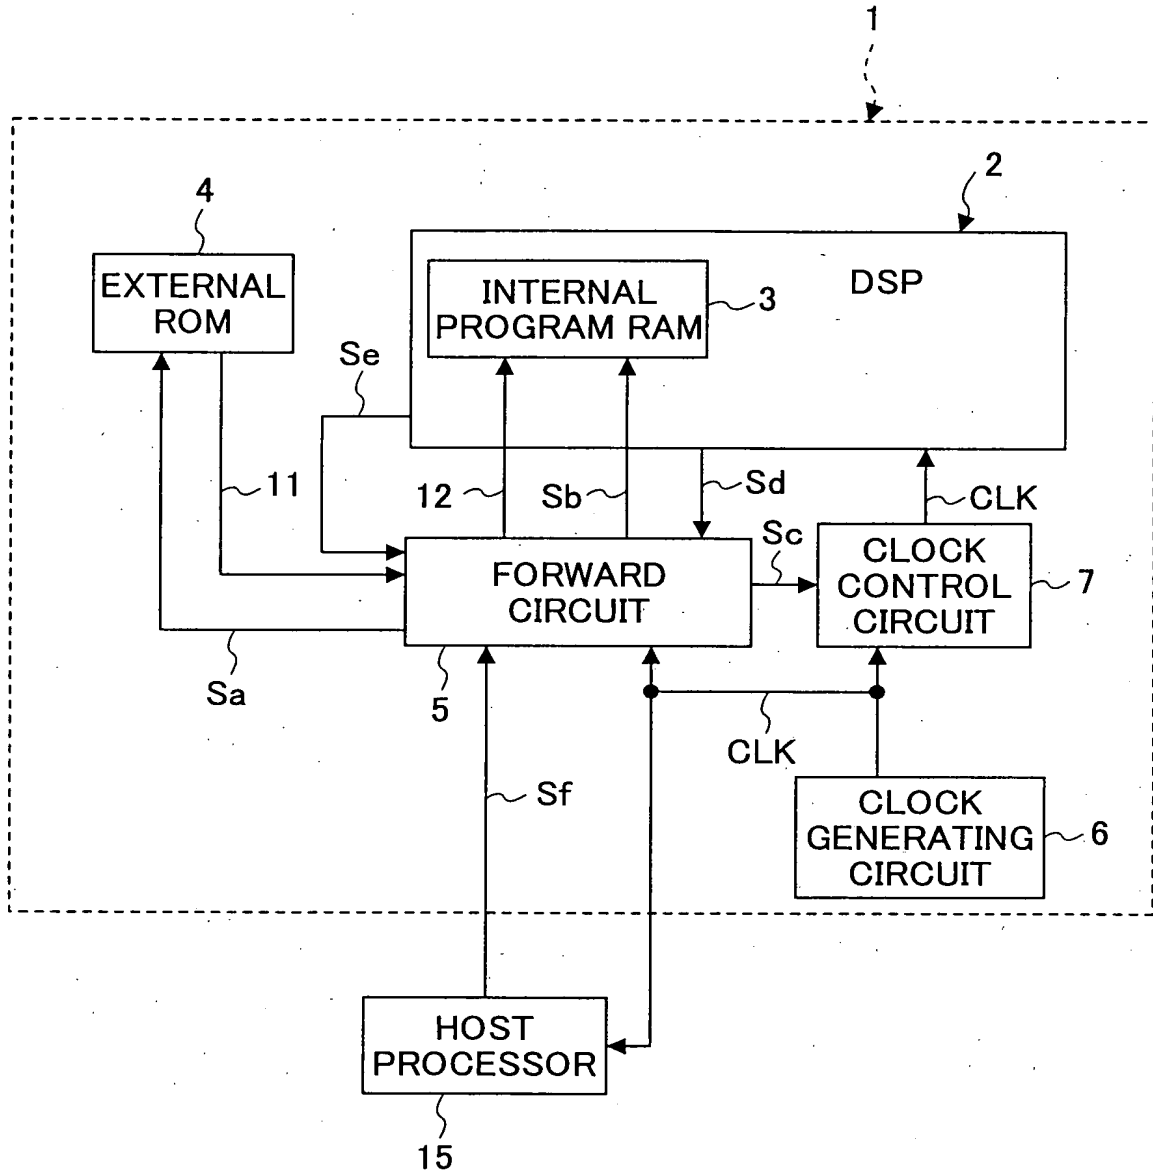 1
2
4
EXTERNAL
ROM
DSP
INTERNAL
PROGRAM RAM
3
Se
11
12
Sb
Sd
CLK
Sc
FORWARD
CIRCUIT
CLOCK
CONTROL
CIRCUIT
7
Sa
5
CLK
Sf
CLOCK
GENERATING
CIRCUIT
6
HOST
PROCESSOR
15